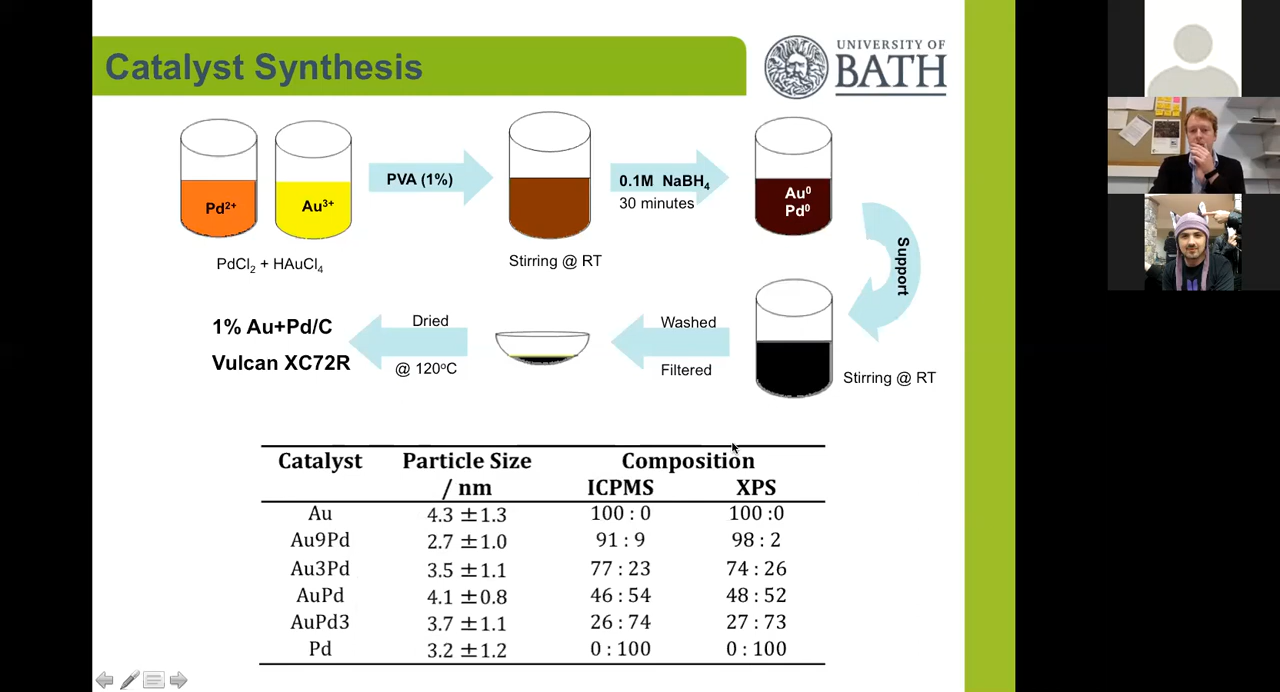 Catalyst Synthesis
UNIVERSITY OF
BATH
Pd2+
Au3+
PVA (1%)
0.1M NaBH4
30 minutes
Au0
Pd0
PdCl2 + HAuCl4
Stirring @ RT
Support
1% Au+Pd/C
Vulcan XC72R
Dried
@ 120oC
Washed
Filtered
Stirring @ RT
Catalyst Particle Size Composition
/ nm ICPMS XPS
Au 4.3 ±1.3 100 : 0 100 :0
Au9Pd 2.7 ±1.0 91 : 9 98 : 2
Au3Pd 3.5 ±1.1 77 : 23 74 : 26
AuPd 4.1 ±0.8 46 : 54 48 : 52
AuPd3 3.7 ±1.1 26 : 74 27 : 73
Pd 3.2 ±1.2 0 : 100 0 : 100